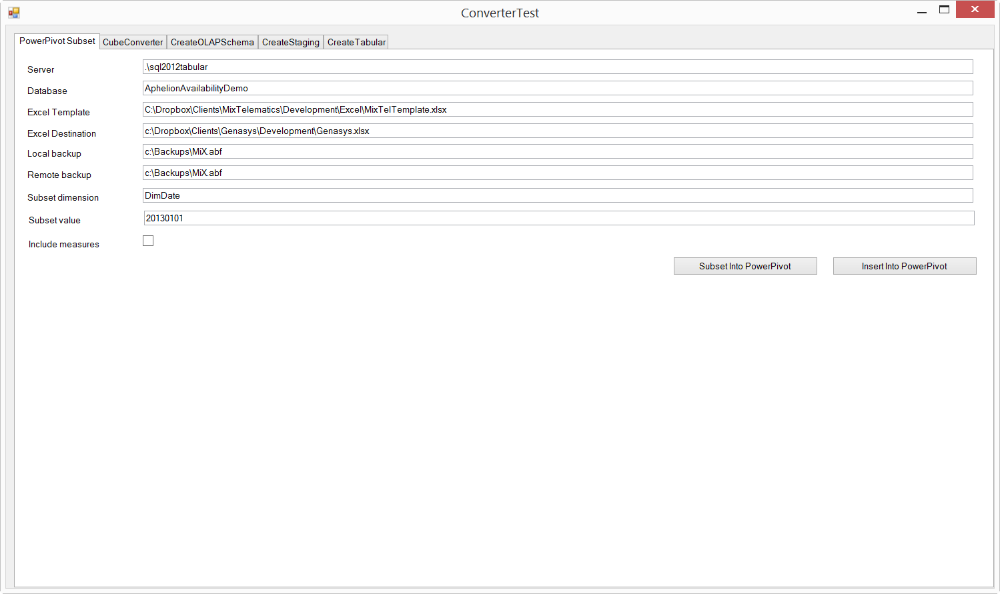 ConverterTest
PowerPivot Subset CubeConverter CreateOLAPSchema CreateStaging CreateTabular
Server .\sql2012tabular
Database AphelionAvailabilityDemo
Excel Template C:\Dropbox\Clients\MixTelematics\Development\Excel\MixTelTemplate.xlsx
Excel Destination c:\Dropbox\Clients\Genasys\Development\Genasys.xlsx
Local backup c:\Backups\MiX.abf
Remote backup c:\Backups\MiX.abf
Subset dimension DimDate
Subset value 20130101
Include measures
Subset Into PowerPivot Insert Into PowerPivot